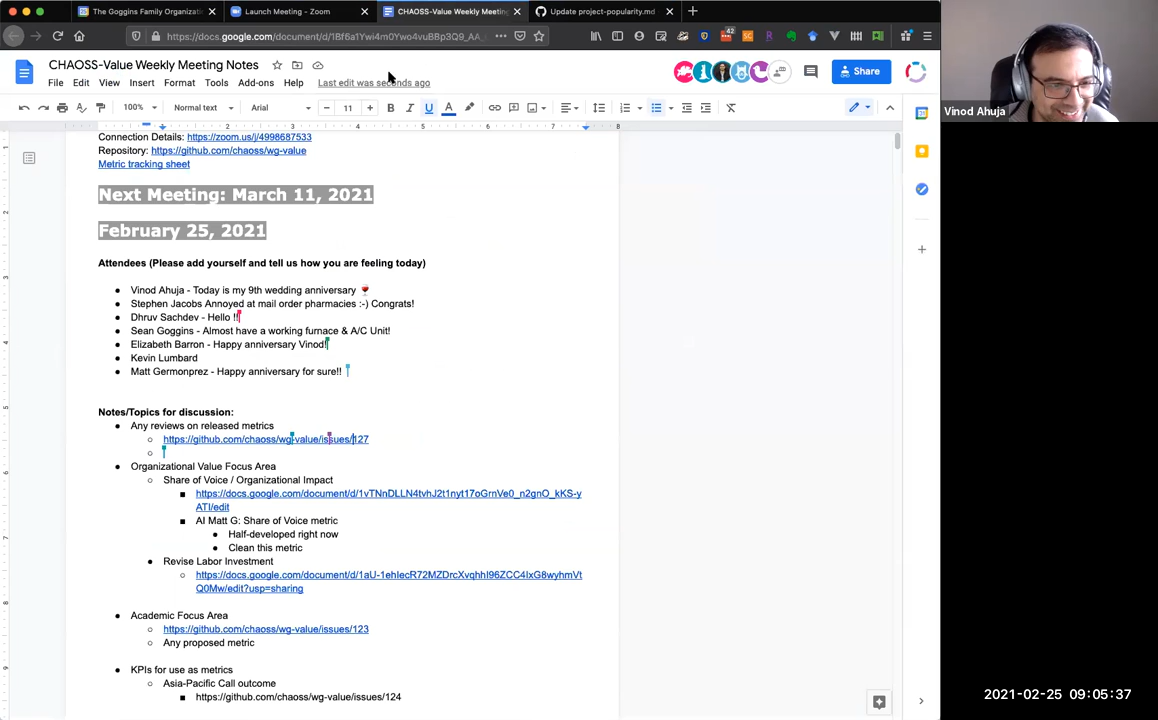 The Goggins Family Organizati
Launch Meeting - Zoom
CHAOSS-Value Weekly Meeting
Update project-popularity.md
https://docs.google.com/document/d/1Bf6a1Ywi4m0Ywo4vuBBp3Q9_AA_
42
CHAOSS-Value Weekly Meeting Notes
File Edit View Insert Format Tools Add-ons Help Last edit was seconds ago
Share
100% Normal text Arial 11
Connection Details: https://zoom.us/j/4998687533
Repository: https://github.com/chaoss/wg-value
Metric tracking sheet
Next Meeting: March 11, 2021
February 25, 2021
Attendees (Please add yourself and tell us how you are feeling today)
Vinod Ahuja - Today is my 9th wedding anniversary 🍷
Stephen Jacobs Annoyed at mail order pharmacies :-) Congrats!
Dhruv Sachdev - Hello !!
Sean Goggins - Almost have a working furnace & A/C Unit!
Elizabeth Barron - Happy anniversary Vinod!
Kevin Lumbard
Matt Germonprez - Happy anniversary for sure!!
Notes/Topics for discussion:
Any reviews on released metrics
https://github.com/chaoss/wg-value/issues/127
Organizational Value Focus Area
Share of Voice / Organizational Impact
https://docs.google.com/document/d/1vTNnDLLN4tvhJ2t1nyt17oGrnVe0_n2gnO_kKS-y
ATI/edit
AI Matt G: Share of Voice metric
Half-developed right now
Clean this metric
Revise Labor Investment
https://docs.google.com/document/d/1aU-1ehIecR72MZDrcXvqhhI96ZCC4IxG8wyhmVt
Q0Mw/edit?usp=sharing
Academic Focus Area
https://github.com/chaoss/wg-value/issues/123
Any proposed metric
KPIs for use as metrics
Asia-Pacific Call outcome
https://github.com/chaoss/wg-value/issues/124
Vinod Ahuja
2021-02-25 09:05:37